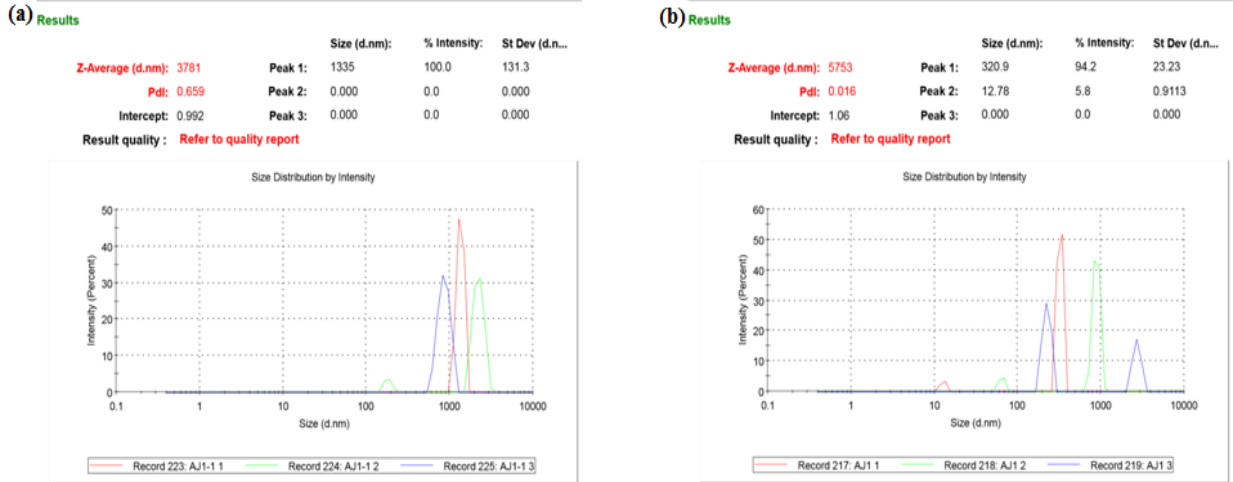 (a) Results
Size (d.nm): % Intensity: St Dev (d.n...
Z-Average (d.nm): 3781 Peak 1: 1335 100.0 131.3
PdI: 0.659 Peak 2: 0.000 0.0 0.000
Intercept: 0.992 Peak 3: 0.000 0.0 0.000
Result quality : Refer to quality report
Size Distribution by Intensity
Intensity (Percent)
50
40
30
20
10
0
0.1 1 10 100 1000 10000
Size (d.nm)
Record 223: AJ1-1 1 Record 224: AJ1-1 2 Record 225: AJ1-1 3
(b) Results
Size (d.nm): % Intensity: St Dev (d.n...
Z-Average (d.nm): 5753 Peak 1: 320.9 94.2 23.23
PdI: 0.016 Peak 2: 12.78 5.8 0.9113
Intercept: 1.06 Peak 3: 0.000 0.0 0.000
Result quality : Refer to quality report
Size Distribution by Intensity
Intensity (Percent)
60
50
40
30
20
10
0
0.1 1 10 100 1000 10000
Size (d.nm)
Record 217: AJ1 1 Record 218: AJ1 2 Record 219: AJ1 3